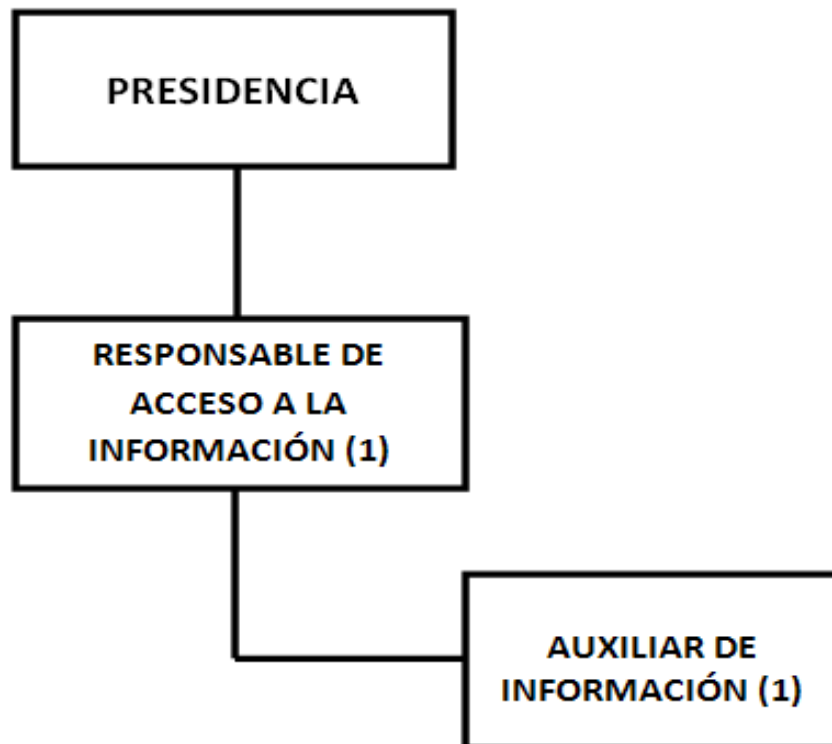 PRESIDENCIA
RESPONSABLE DE
ACCESO A LA
INFORMACIÓN (1)
AUXILIAR DE
INFORMACIÓN (1)